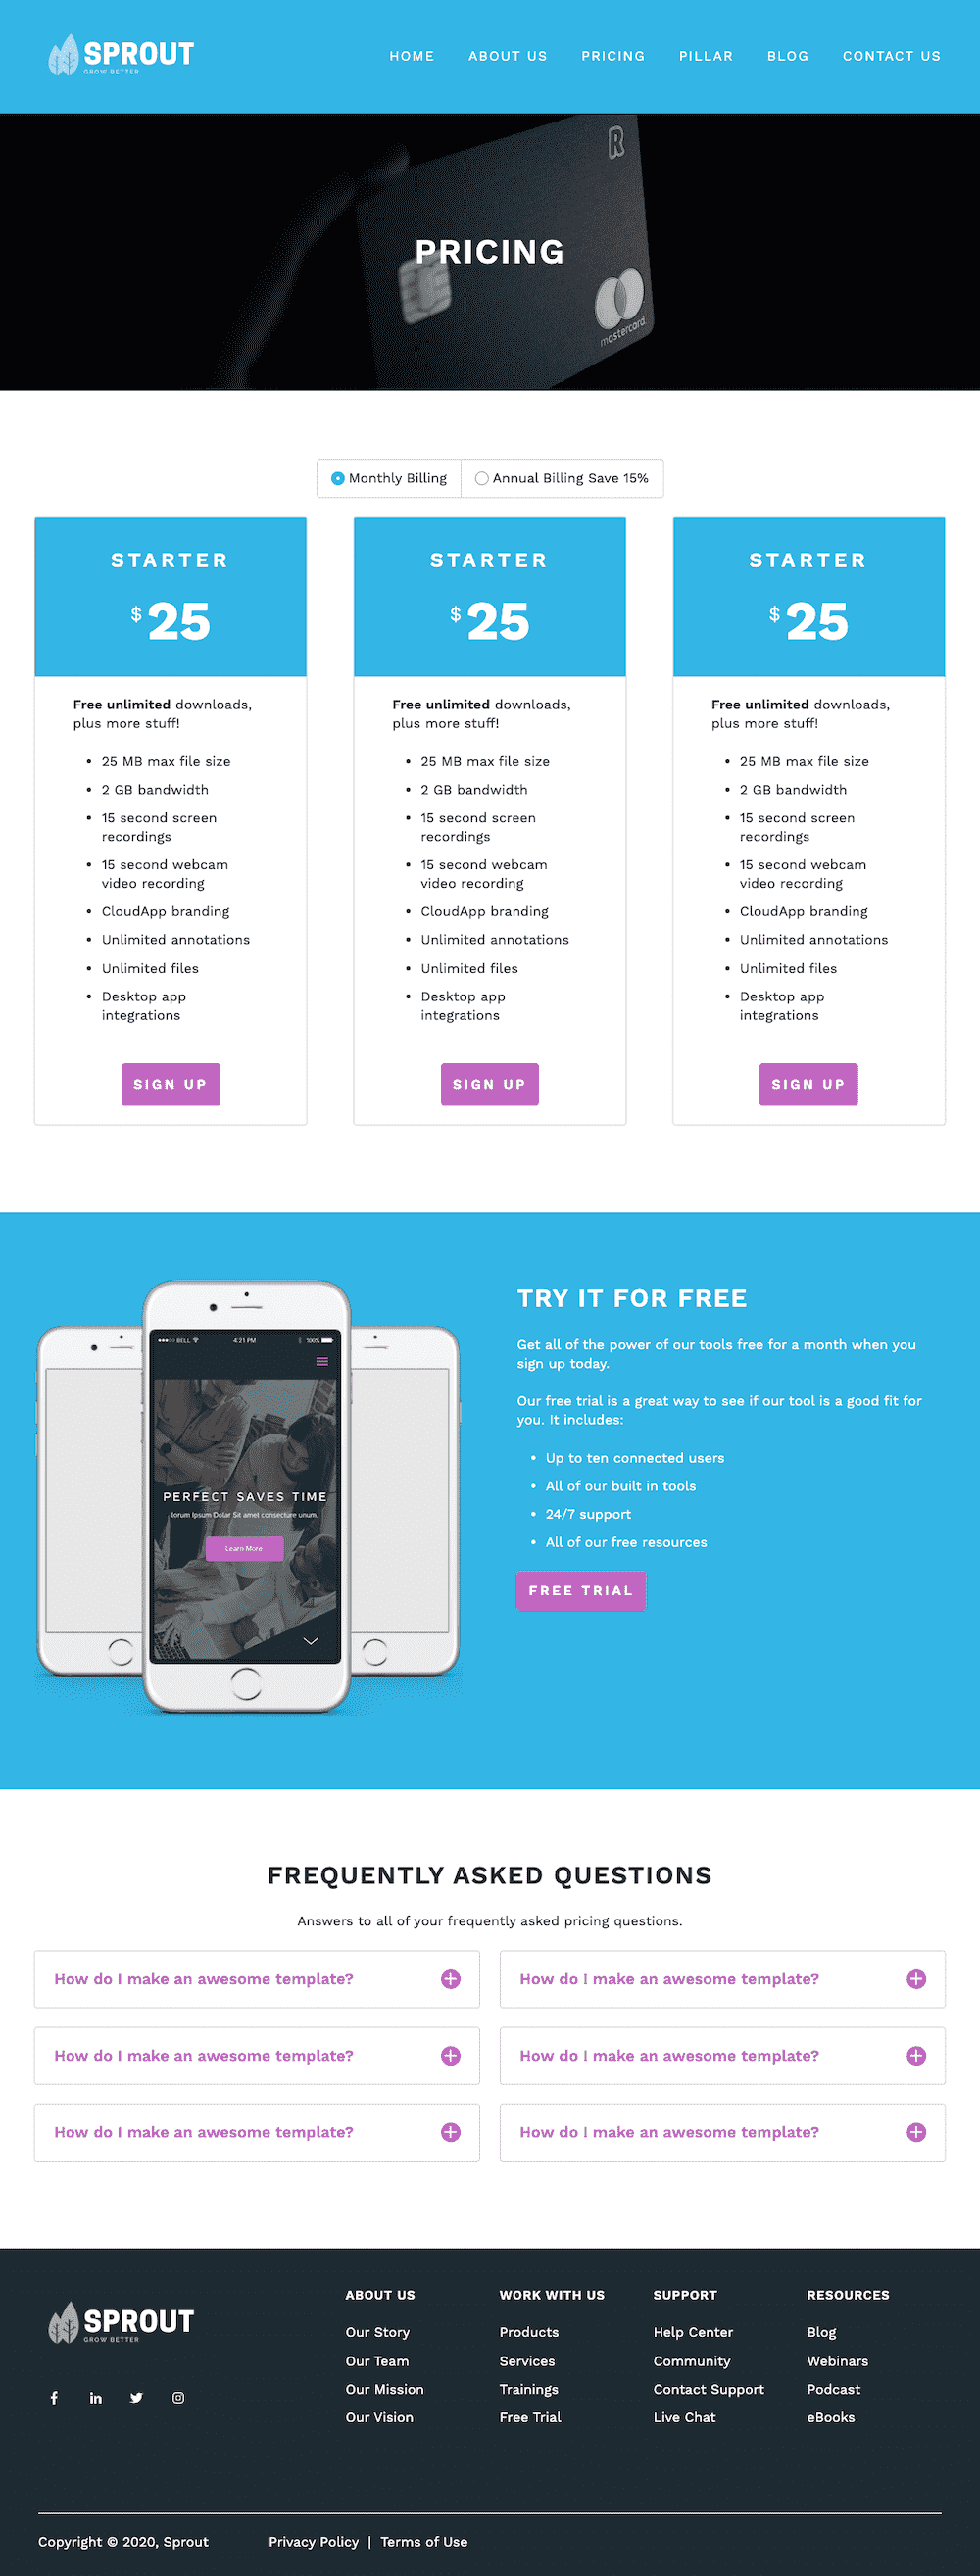 SPROUT
GROW BETTER
HOME ABOUT US PRICING PILLAR BLOG CONTACT US
R
PRICING
mastercard
Monthly Billing
Annual Billing Save 15%
STARTER
$ 25
Free unlimited downloads,
plus more stuff!
• 25 MB max file size
• 2 GB bandwidth
• 15 second screen
recordings
• 15 second webcam
video recording
• CloudApp branding
• Unlimited annotations
• Unlimited files
• Desktop app
integrations
SIGN UP
STARTER
$ 25
Free unlimited downloads,
plus more stuff!
• 25 MB max file size
• 2 GB bandwidth
• 15 second screen
recordings
• 15 second webcam
video recording
• CloudApp branding
• Unlimited annotations
• Unlimited files
• Desktop app
integrations
SIGN UP
STARTER
$ 25
Free unlimited downloads,
plus more stuff!
• 25 MB max file size
• 2 GB bandwidth
• 15 second screen
recordings
• 15 second webcam
video recording
• CloudApp branding
• Unlimited annotations
• Unlimited files
• Desktop app
integrations
SIGN UP
BELL 4:21 PM 100%
PERFECT SAVES TIME
lorum Ipsum Dolar Sit amet consecture unum.
Learn More
TRY IT FOR FREE
Get all of the power of our tools free for a month when you
sign up today.
Our free trial is a great way to see if our tool is a good fit for
you. It includes:
• Up to ten connected users
• All of our built in tools
• 24/7 support
• All of our free resources
FREE TRIAL
FREQUENTLY ASKED QUESTIONS
Answers to all of your frequently asked pricing questions.
How do I make an awesome template?
How do I make an awesome template?
How do I make an awesome template?
How do I make an awesome template?
How do I make an awesome template?
How do I make an awesome template?
SPROUT
GROW BETTER
ABOUT US
Our Story
Our Team
Our Mission
Our Vision
WORK WITH US
Products
Services
Trainings
Free Trial
SUPPORT
Help Center
Community
Contact Support
Live Chat
RESOURCES
Blog
Webinars
Podcast
eBooks
Copyright © 2020, Sprout
Privacy Policy | Terms of Use